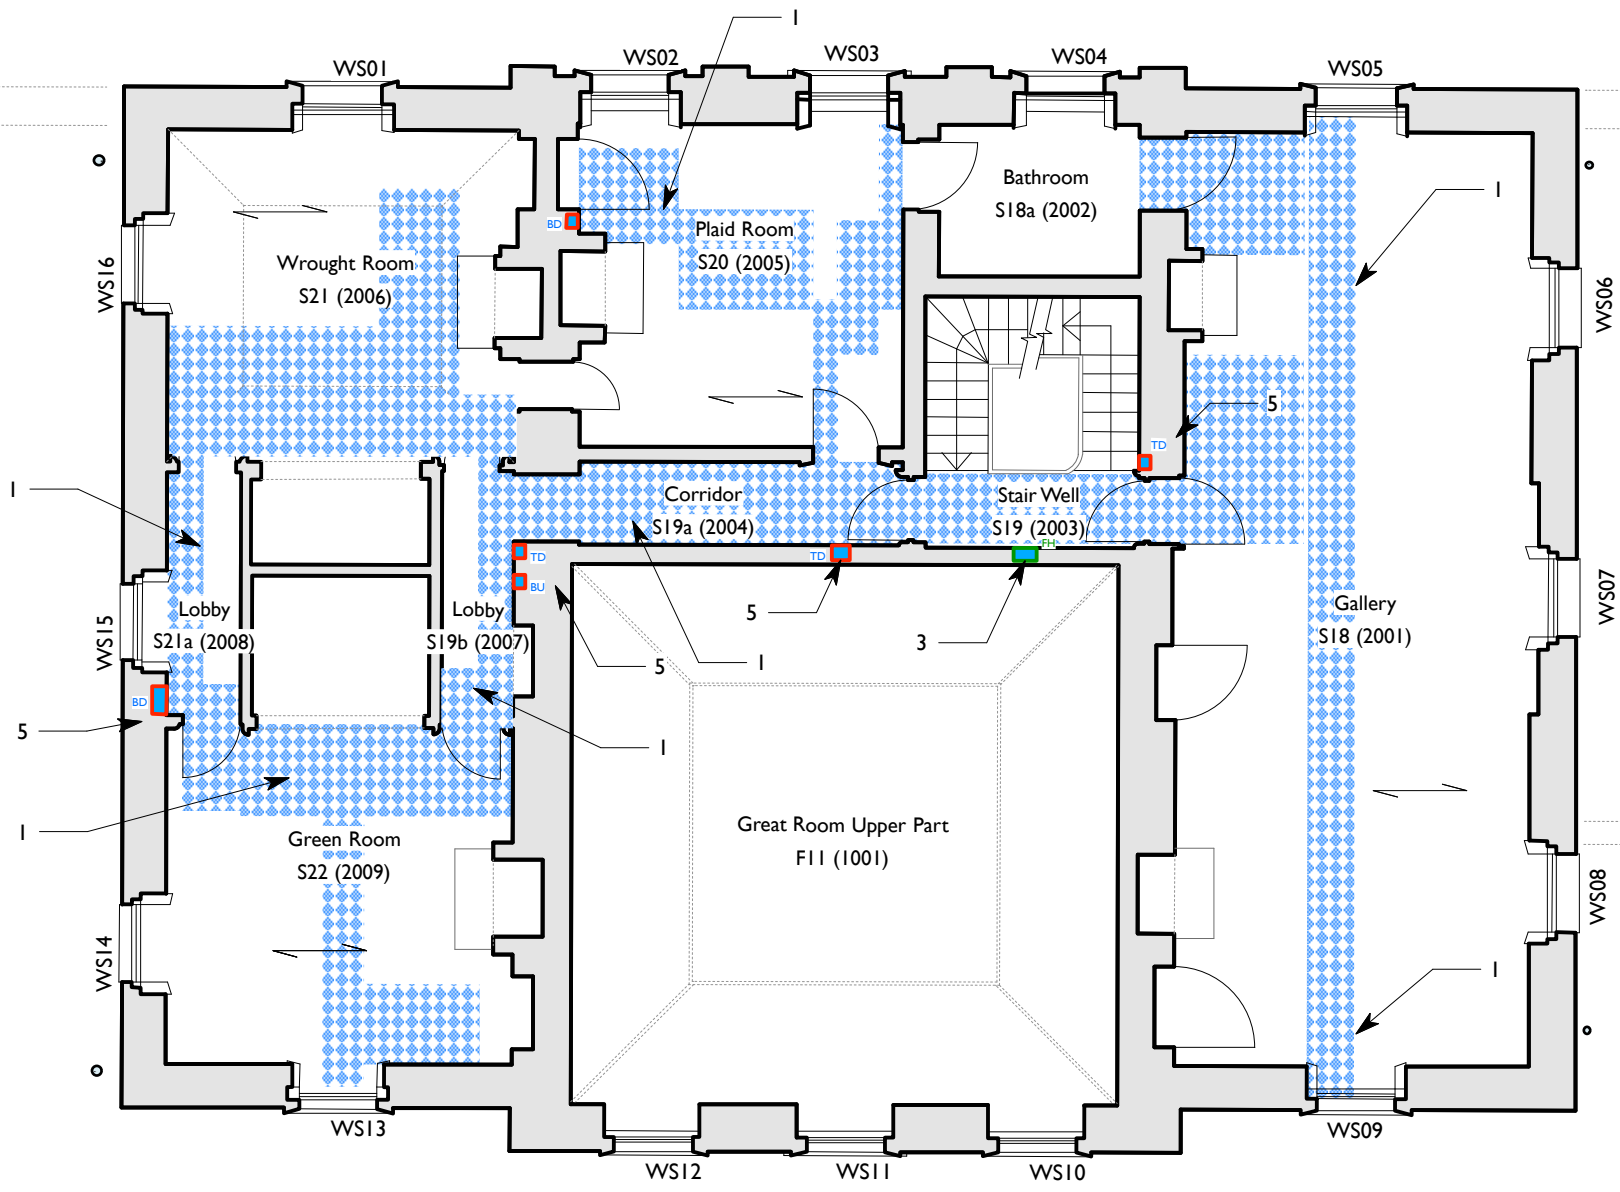 1
WS01
WS02
WS03
WS04
WS05
Bathroom
S18a (2002)
1
BD
Plaid Room
S20 (2005)
Wrought Room
S21 (2006)
WS16
WS06
5
TD
1
Corridor
S19a (2004)
Stair Well
S19 (2003)
FH
TD
TD
BU
WS15
Lobby
S21a (2008)
Lobby
S19b (2007)
5
3
Gallery
S18 (2001)
WS07
5
1
BD
5
1
1
Green Room
S22 (2009)
Great Room Upper Part
F11 (1001)
WS08
WS14
1
WS13
WS12
WS11
WS10
WS09